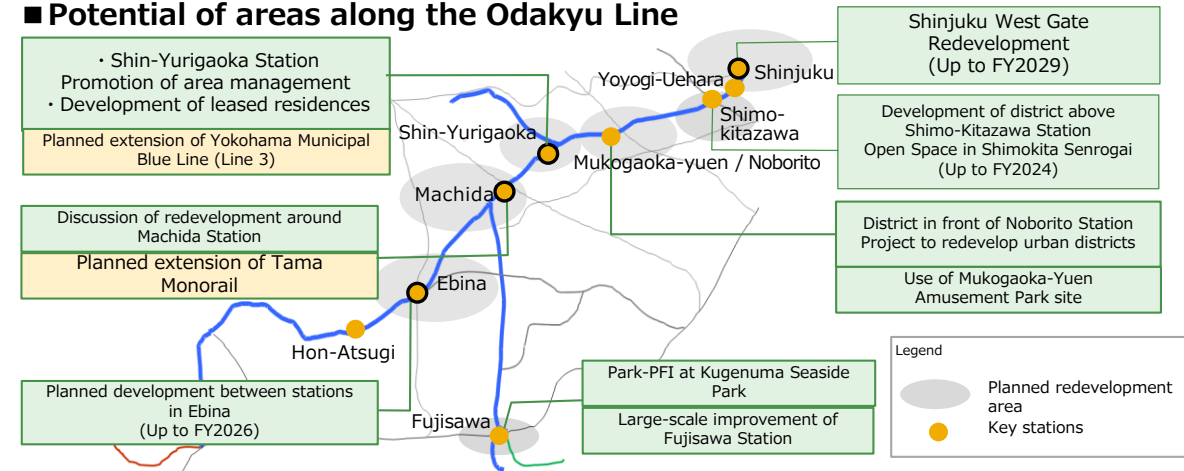 ■Potential of areas along the Odakyu Line
・Shin-Yurigaoka Station
Promotion of area management
・Development of leased residences
Planned extension of Yokohama Municipal
Blue Line (Line 3)
Discussion of redevelopment around
Machida Station
Planned extension of Tama
Monorail
Planned development between stations
in Ebina
(Up to FY2026)
Shin-Yurigaoka
Machida
Ebina
Hon-Atsugi
Fujisawa
Yoyogi-Uehara
Shinjuku
Shimo-
kitazawa
Mukogaoka-yuen / Noborito
Shinjuku West Gate
Redevelopment
(Up to FY2029)
Development of district above
Shimo-Kitazawa Station
Open Space in Shimokita Senrogai
(Up to FY2024)
District in front of Noborito Station
Project to redevelop urban districts
Use of Mukogaoka-Yuen
Amusement Park site
Park-PFI at Kugenuma Seaside
Park
Large-scale improvement of
Fujisawa Station
Legend
Planned redevelopment
area
Key stations